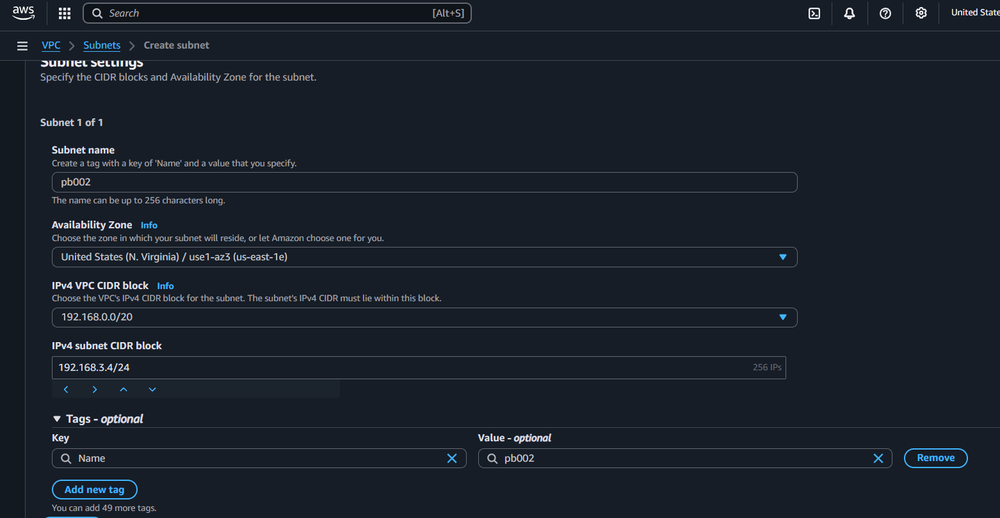 aws
Search [Alt+S]
United State
VPC > Subnets > Create subnet
Subnet settings
Specify the CIDR blocks and Availability Zone for the subnet.
Subnet 1 of 1
Subnet name
Create a tag with a key of 'Name' and a value that you specify.
pb002
The name can be up to 256 characters long.
Availability Zone Info
Choose the zone in which your subnet will reside, or let Amazon choose one for you.
United States (N. Virginia) / use1-az3 (us-east-1e)
IPv4 VPC CIDR block Info
Choose the VPC's IPv4 CIDR block for the subnet. The subnet's IPv4 CIDR must lie within this block.
192.168.0.0/20
IPv4 subnet CIDR block
192.168.3.4/24 256 IPs
Tags - optional
Key Value - optional
Name pb002 Remove
Add new tag
You can add 49 more tags.